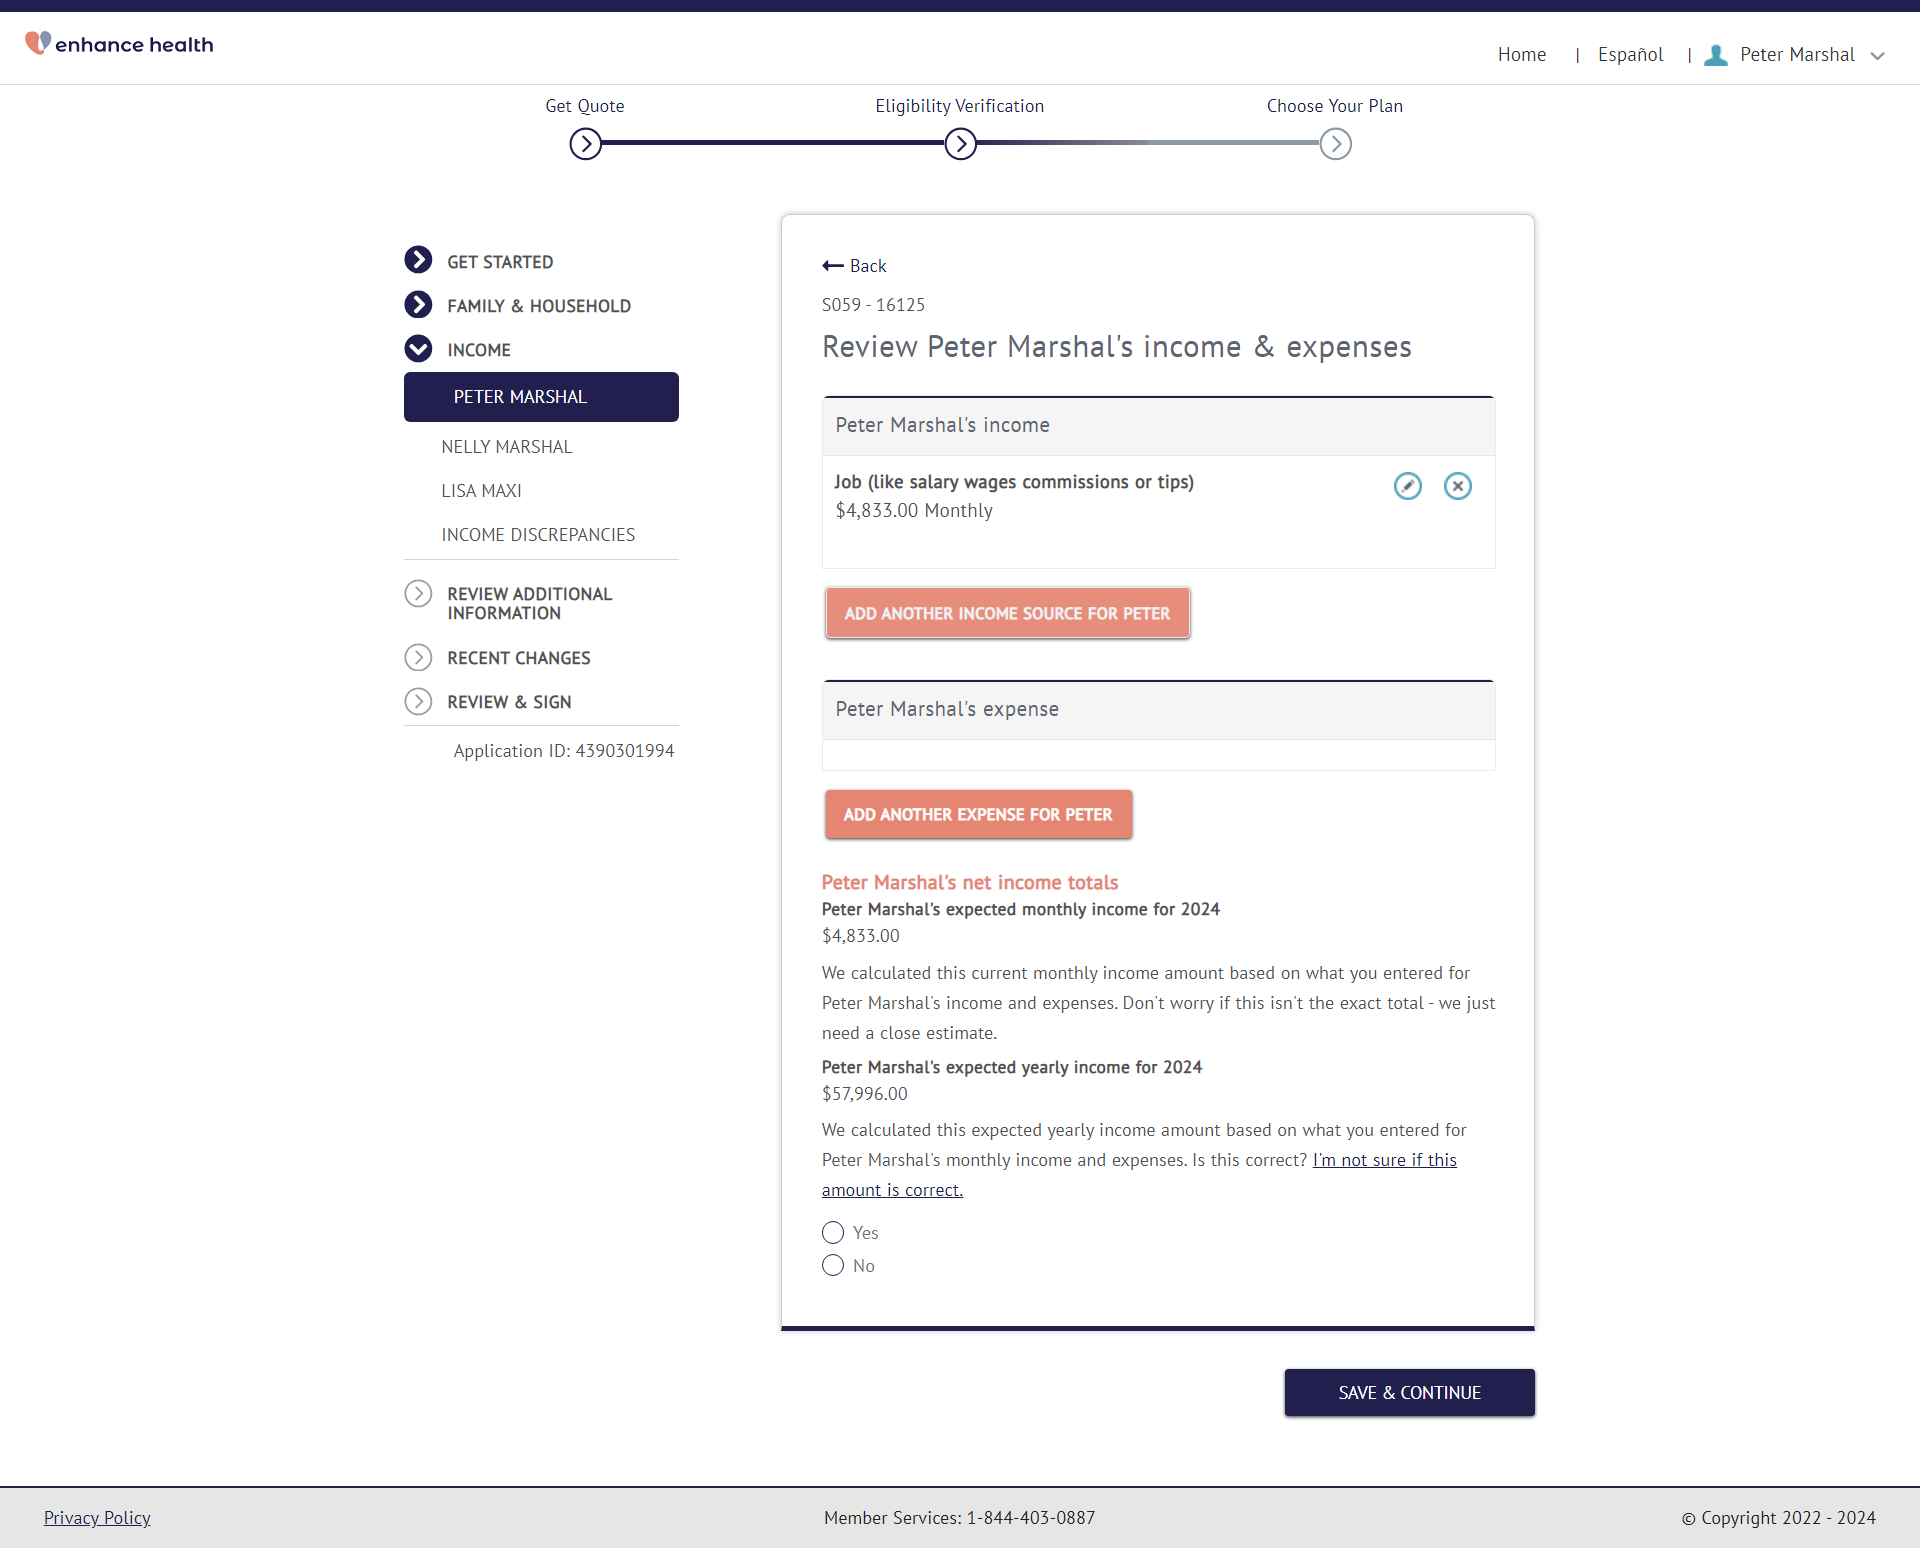 enhance health
Home | Español | Peter Marshal
Get Quote
Eligibility Verification
Choose Your Plan
GET STARTED
FAMILY & HOUSEHOLD
INCOME
PETER MARSHAL
NELLY MARSHAL
LISA MAXI
INCOME DISCREPANCIES
REVIEW ADDITIONAL
INFORMATION
RECENT CHANGES
REVIEW & SIGN
Application ID: 4390301994
Back
S059 - 16125
Review Peter Marshal's income & expenses
Peter Marshal's income
Job (like salary wages commissions or tips)
$4,833.00 Monthly
ADD ANOTHER INCOME SOURCE FOR PETER
Peter Marshal's expense
ADD ANOTHER EXPENSE FOR PETER
Peter Marshal's net income totals
Peter Marshal's expected monthly income for 2024
$4,833.00
We calculated this current monthly income amount based on what you entered for
Peter Marshal's income and expenses. Don't worry if this isn't the exact total - we just
need a close estimate.
Peter Marshal's expected yearly income for 2024
$57,996.00
We calculated this expected yearly income amount based on what you entered for
Peter Marshal's monthly income and expenses. Is this correct? I'm not sure if this
amount is correct.
Yes
No
SAVE & CONTINUE
Privacy Policy
Member Services: 1-844-403-0887
© Copyright 2022 - 2024